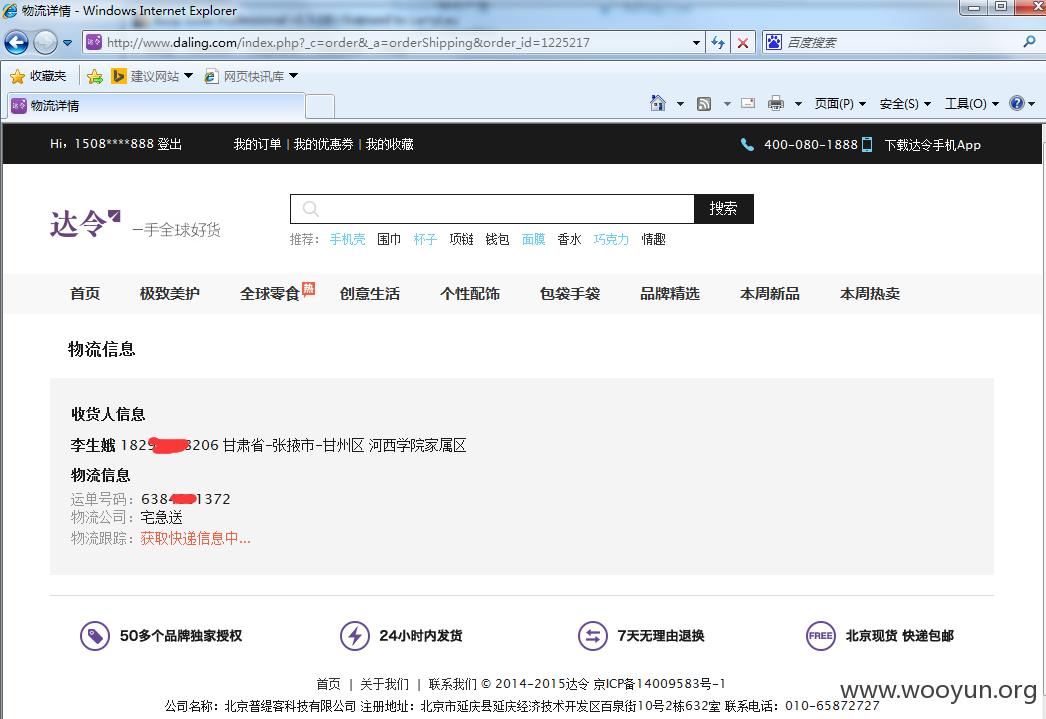 物流详情 - Windows Internet Explorer
http://www.daling.com/index.php?_c=order&_a=orderShipping&order_id=1225217
百度搜索
收藏夹 建议网站 网页快讯库
物流详情
页面(P) 安全(S) 工具(O)
Hi，1508****888 登出 我的订单 | 我的优惠劵 | 我的收藏 400-080-1888 下载达令手机App
达令 一手全球好货
搜索
推荐： 手机壳 围巾 杯子 项链 钱包 面膜 香水 巧克力 情趣
首页 极致美护 全球零食 热 创意生活 个性配饰 包袋手袋 品牌精选 本周新品 本周热卖
物流信息
收货人信息
李生娥 1829 3206 甘肃省-张掖市-甘州区 河西学院家属区
物流信息
运单号码： 638 1372
物流公司： 宅急送
物流跟踪： 获取快递信息中...
50多个品牌独家授权 24小时内发货 7天无理由退换 FREE 北京现货 快递包邮
首页 | 关于我们 | 联系我们 © 2014-2015达令 京ICP备14009583号-1
www.wooyun.org
公司名称：北京普缇客科技有限公司 注册地址：北京市延庆县延庆经济技术开发区百泉街10号2栋632室 联系电话：010-65872727